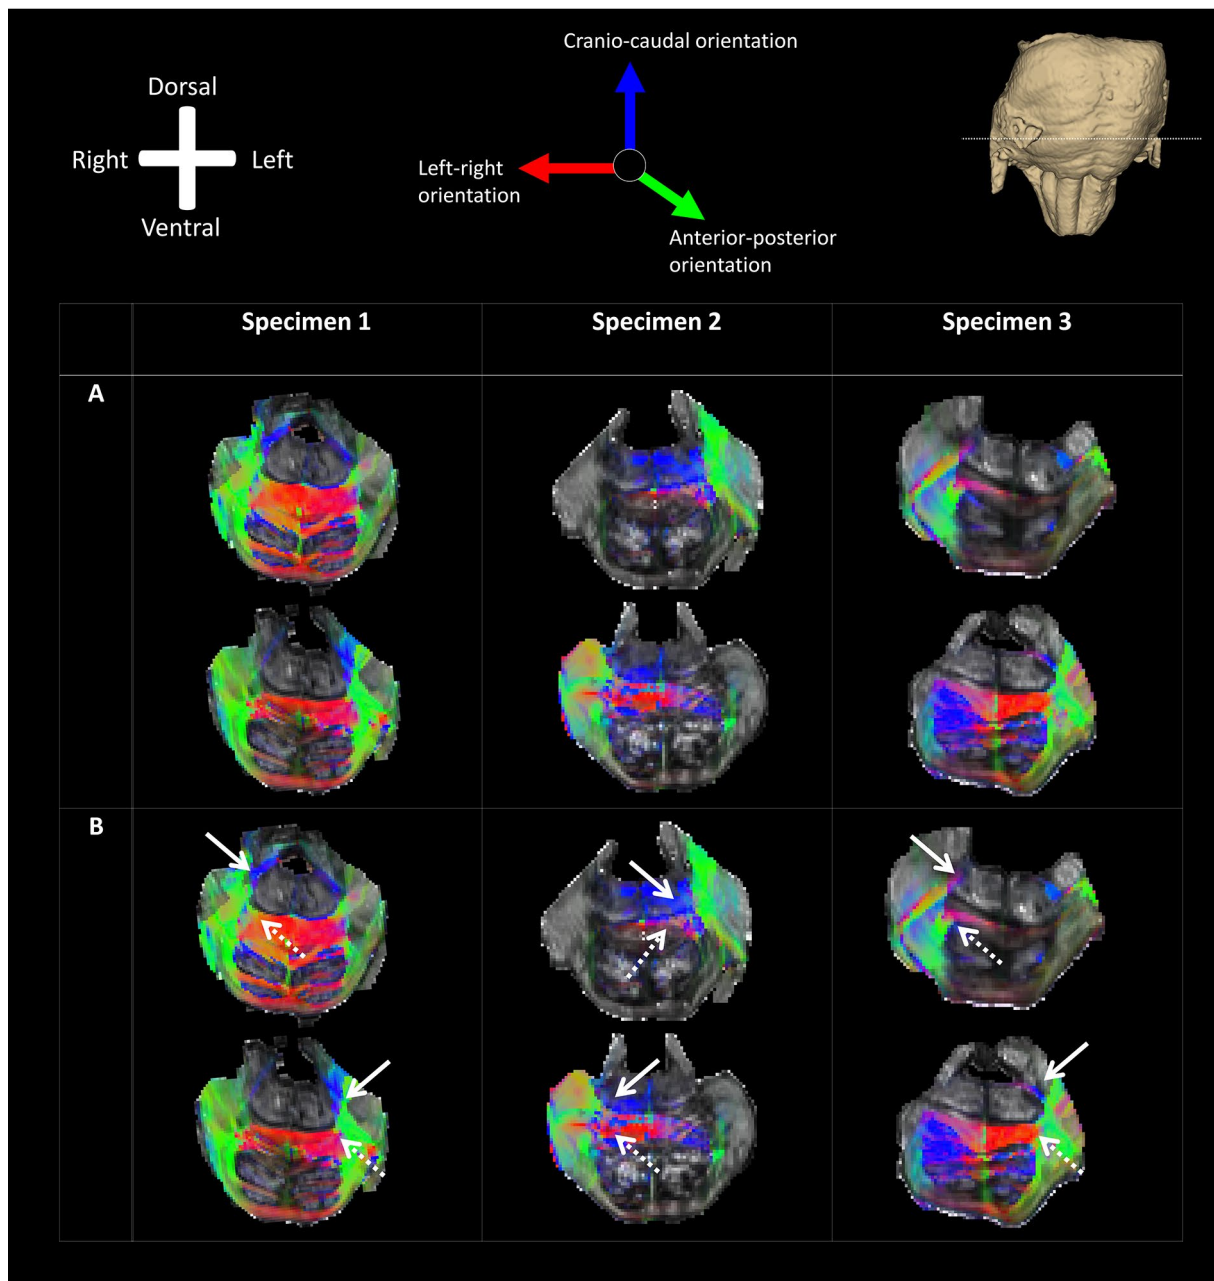 Cranio-caudal orientation
Dorsal
Right
Left
Ventral
Left-right
orientation
Anterior-posterior
orientation
Specimen 1
Specimen 2
Specimen 3
A
B